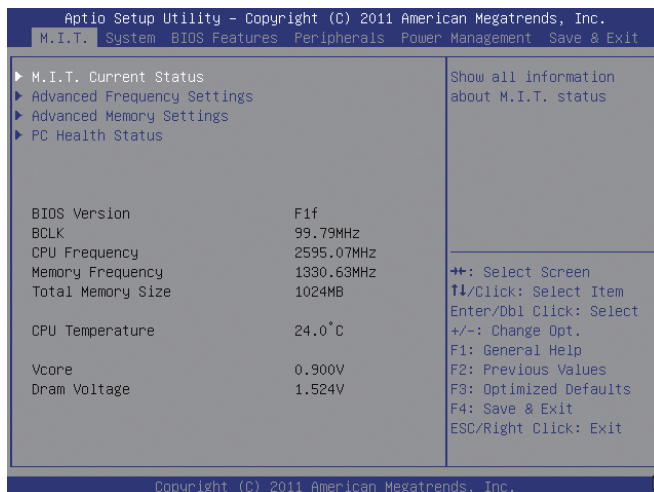 Aptio Setup Utility – Copyright (C) 2011 American Megatrends, Inc.
M.I.T. System BIOS Features Peripherals Power Management Save & Exit
M.I.T. Current Status
Advanced Frequency Settings
Advanced Memory Settings
PC Health Status
BIOS Version F1f
BCLK 99.79MHz
CPU Frequency 2595.07MHz
Memory Frequency 1330.63MHz
Total Memory Size 1024MB
CPU Temperature 24.0°C
Vcore 0.900V
Dram Voltage 1.524V
Show all information
about M.I.T. status
→←: Select Screen
↑↓/Click: Select Item
Enter/Dbl Click: Select
+/-: Change Opt.
F1: General Help
F2: Previous Values
F3: Optimized Defaults
F4: Save & Exit
ESC/Right Click: Exit
Copyright (C) 2011 American Megatrends, Inc.